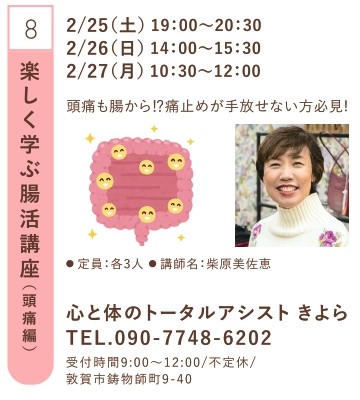 8
楽しく学ぶ腸活講座（頭痛編）
2/25（土）19：00〜20：30
2/26（日）14：00〜15：30
2/27（月）10：30〜12：00
頭痛も腸から!?痛止めが手放せない方必見!
● 定員：各3人 ● 講師名：柴原美佐恵
心と体のトータルアシスト きよら
TEL.090-7748-6202
受付時間9:00〜12:00/不定休/
敦賀市鋳物師町9-40